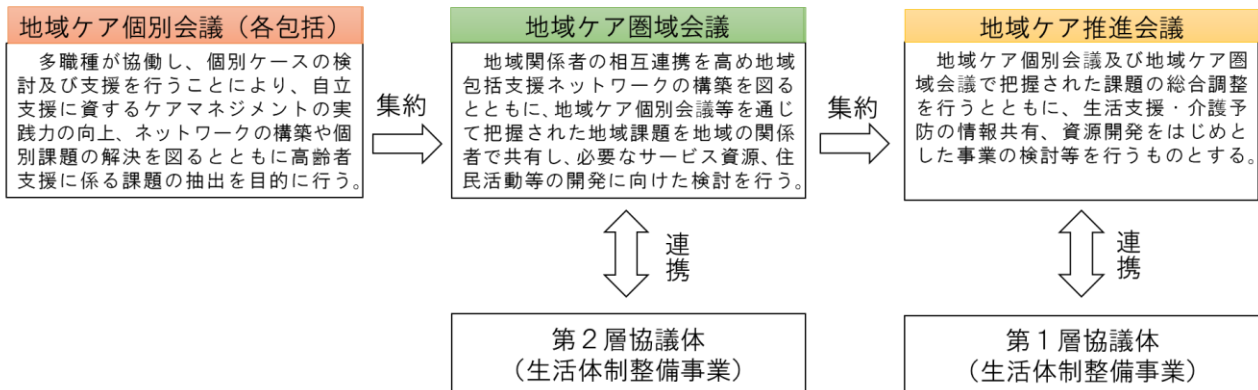 地域ケア個別会議（各包括）
　多職種が協働し、個別ケースの検
討及び支援を行うことにより、自立
支援に資するケアマネジメントの実
践力の向上、ネットワークの構築や個
別課題の解決を図るとともに高齢者
支援に係る課題の抽出を目的に行う。
集約
地域ケア圏域会議
　地域関係者の相互連携を高め地域
包括支援ネットワークの構築を図る
とともに、地域ケア個別会議等を通じ
て把握された地域課題を地域の関係
者で共有し、必要なサービス資源、住
民活動等の開発に向けた検討を行う。
集約
地域ケア推進会議
　地域ケア個別会議及び地域ケア圏
域会議で把握された課題の総合調整
を行うとともに、生活支援・介護予
防の情報共有、資源開発をはじめと
した事業の検討等を行うものとする。
連携
連携
第２層協議体
（生活体制整備事業）
第１層協議体
（生活体制整備事業）